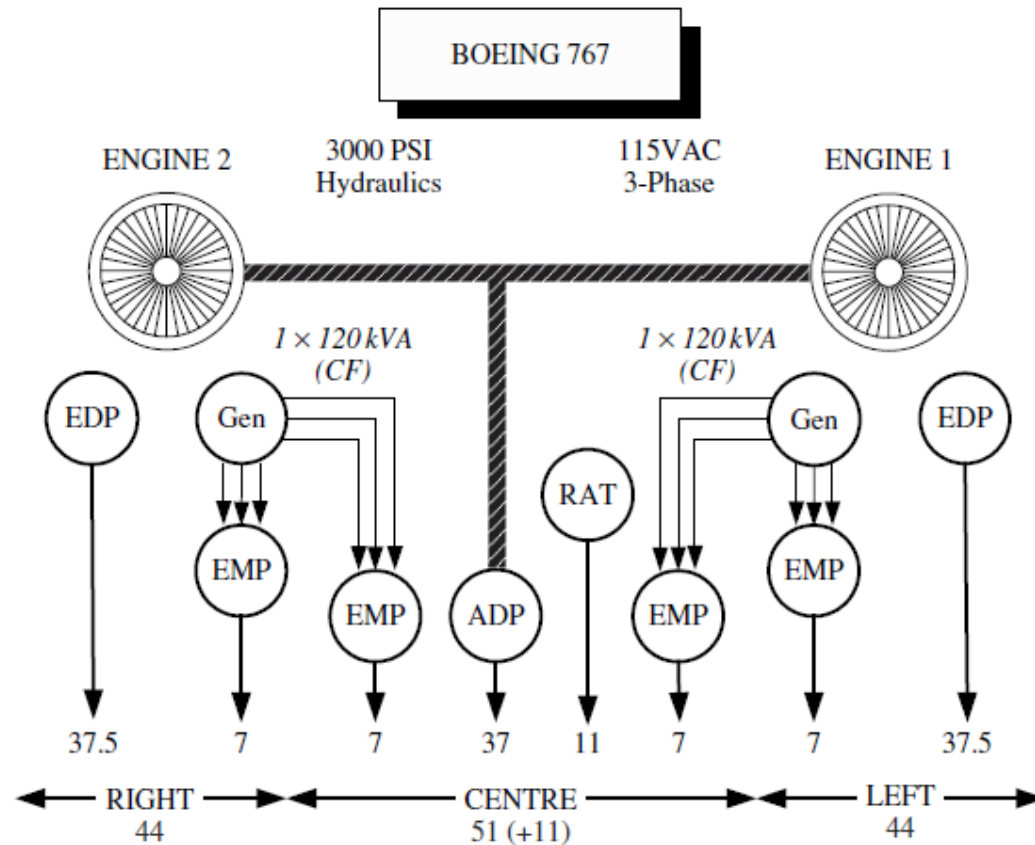 BOEING 767
ENGINE 2
3000 PSI
Hydraulics
115VAC
3-Phase
ENGINE 1
1 × 120 kVA
(CF)
1 × 120 kVA
(CF)
EDP
Gen
Gen
EDP
RAT
EMP
EMP
EMP
ADP
EMP
37.5
7
7
37
11
7
7
37.5
RIGHT
44
CENTRE
51 (+11)
LEFT
44